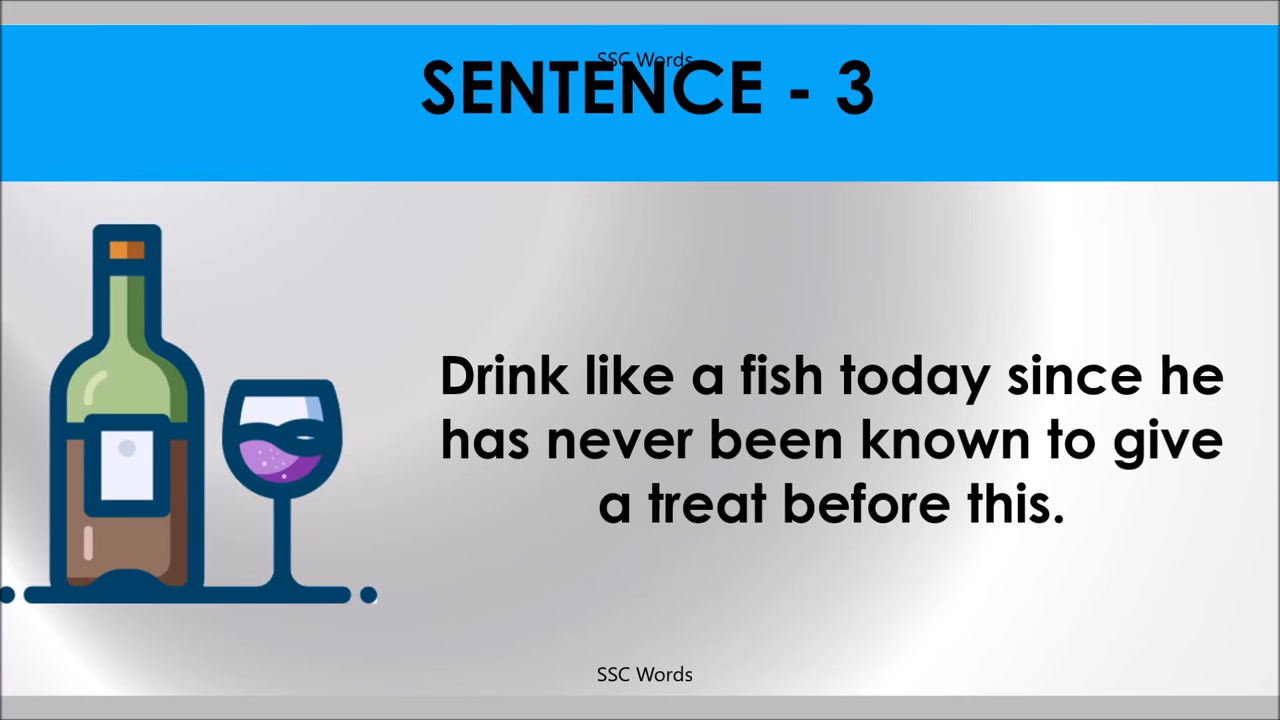 SSC Words
SENTENCE - 3
Drink like a fish today since he
has never been known to give
a treat before this.
SSC Words